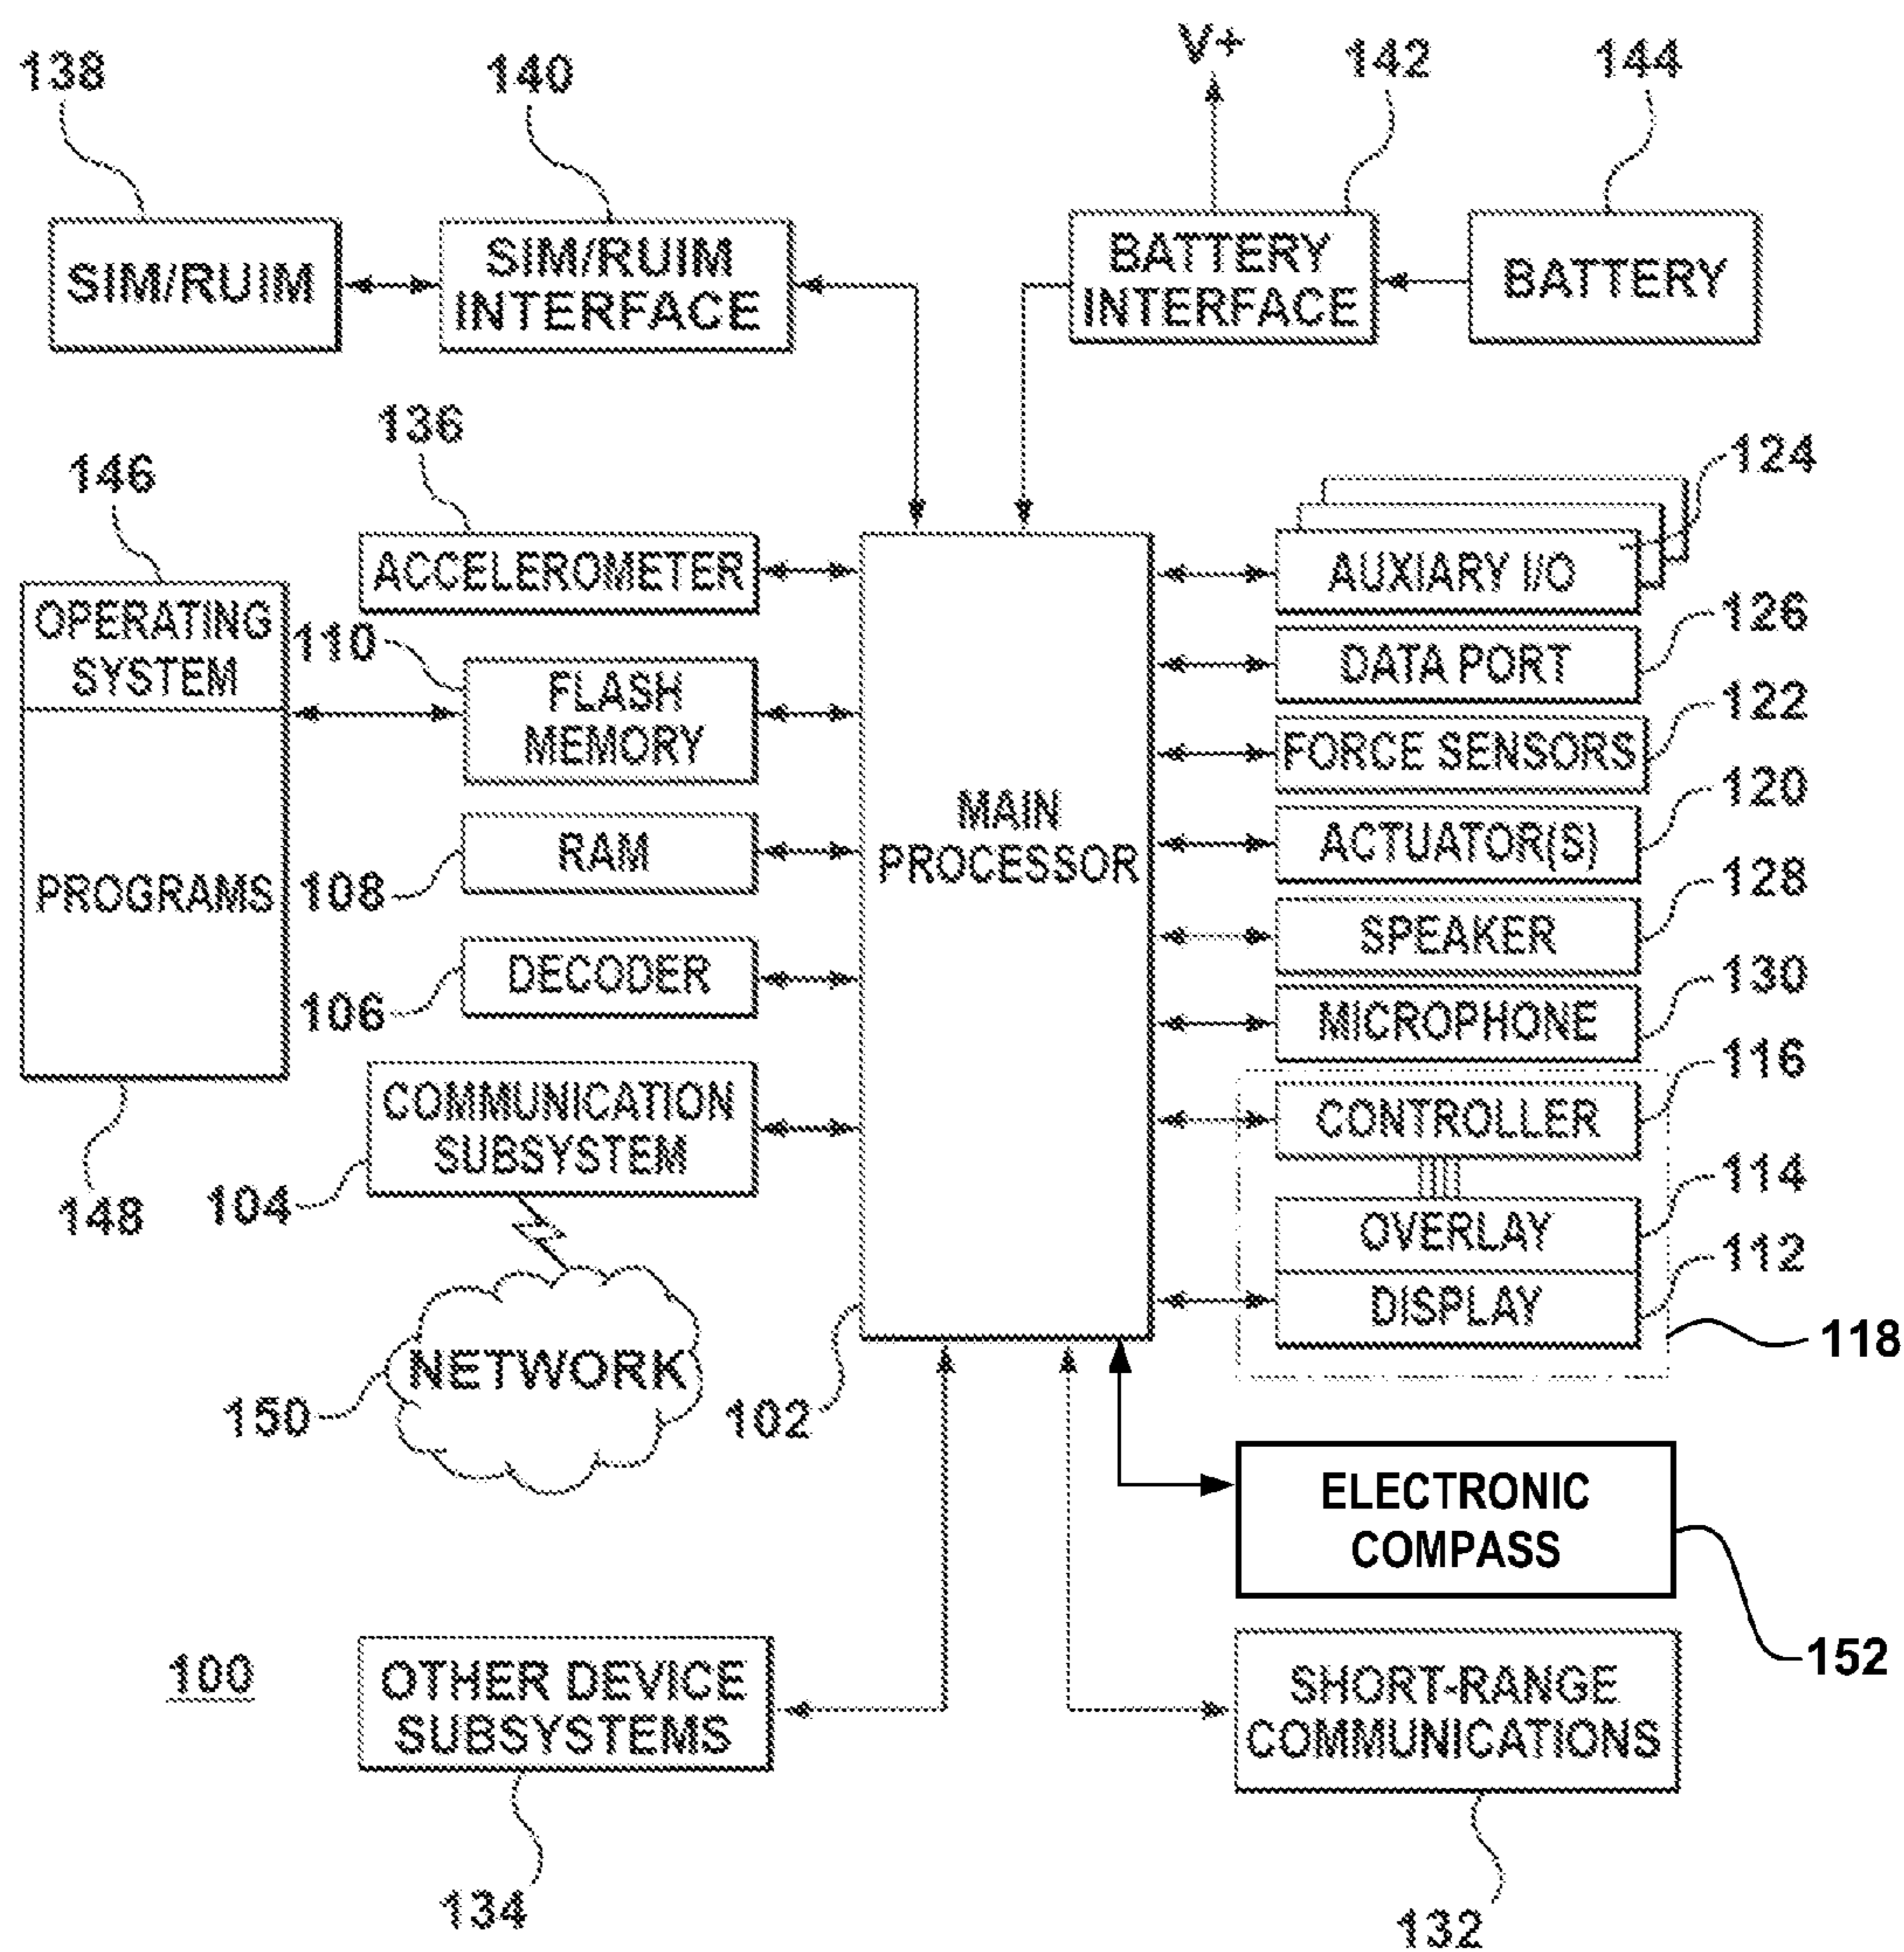 V+
138
140
142
144
SIM/RUIM
SIM/RUIM
INTERFACE
BATTERY
INTERFACE
BATTERY
136
124
146
ACCELEROMETER
AUXIARY I/O
OPERATING
SYSTEM
110
126
FLASH
MEMORY
DATA PORT
122
FORCE SENSORS
120
MAIN
PROCESSOR
RAM
108
ACTUATOR(S)
PROGRAMS
128
SPEAKER
DECODER
106
130
MICROPHONE
116
COMMUNICATION
SUBSYSTEM
CONTROLLER
104
148
114
OVERLAY
112
DISPLAY
118
NETWORK
150
102
ELECTRONIC
COMPASS
152
100
OTHER DEVICE
SUBSYSTEMS
SHORT-RANGE
COMMUNICATIONS
134
132